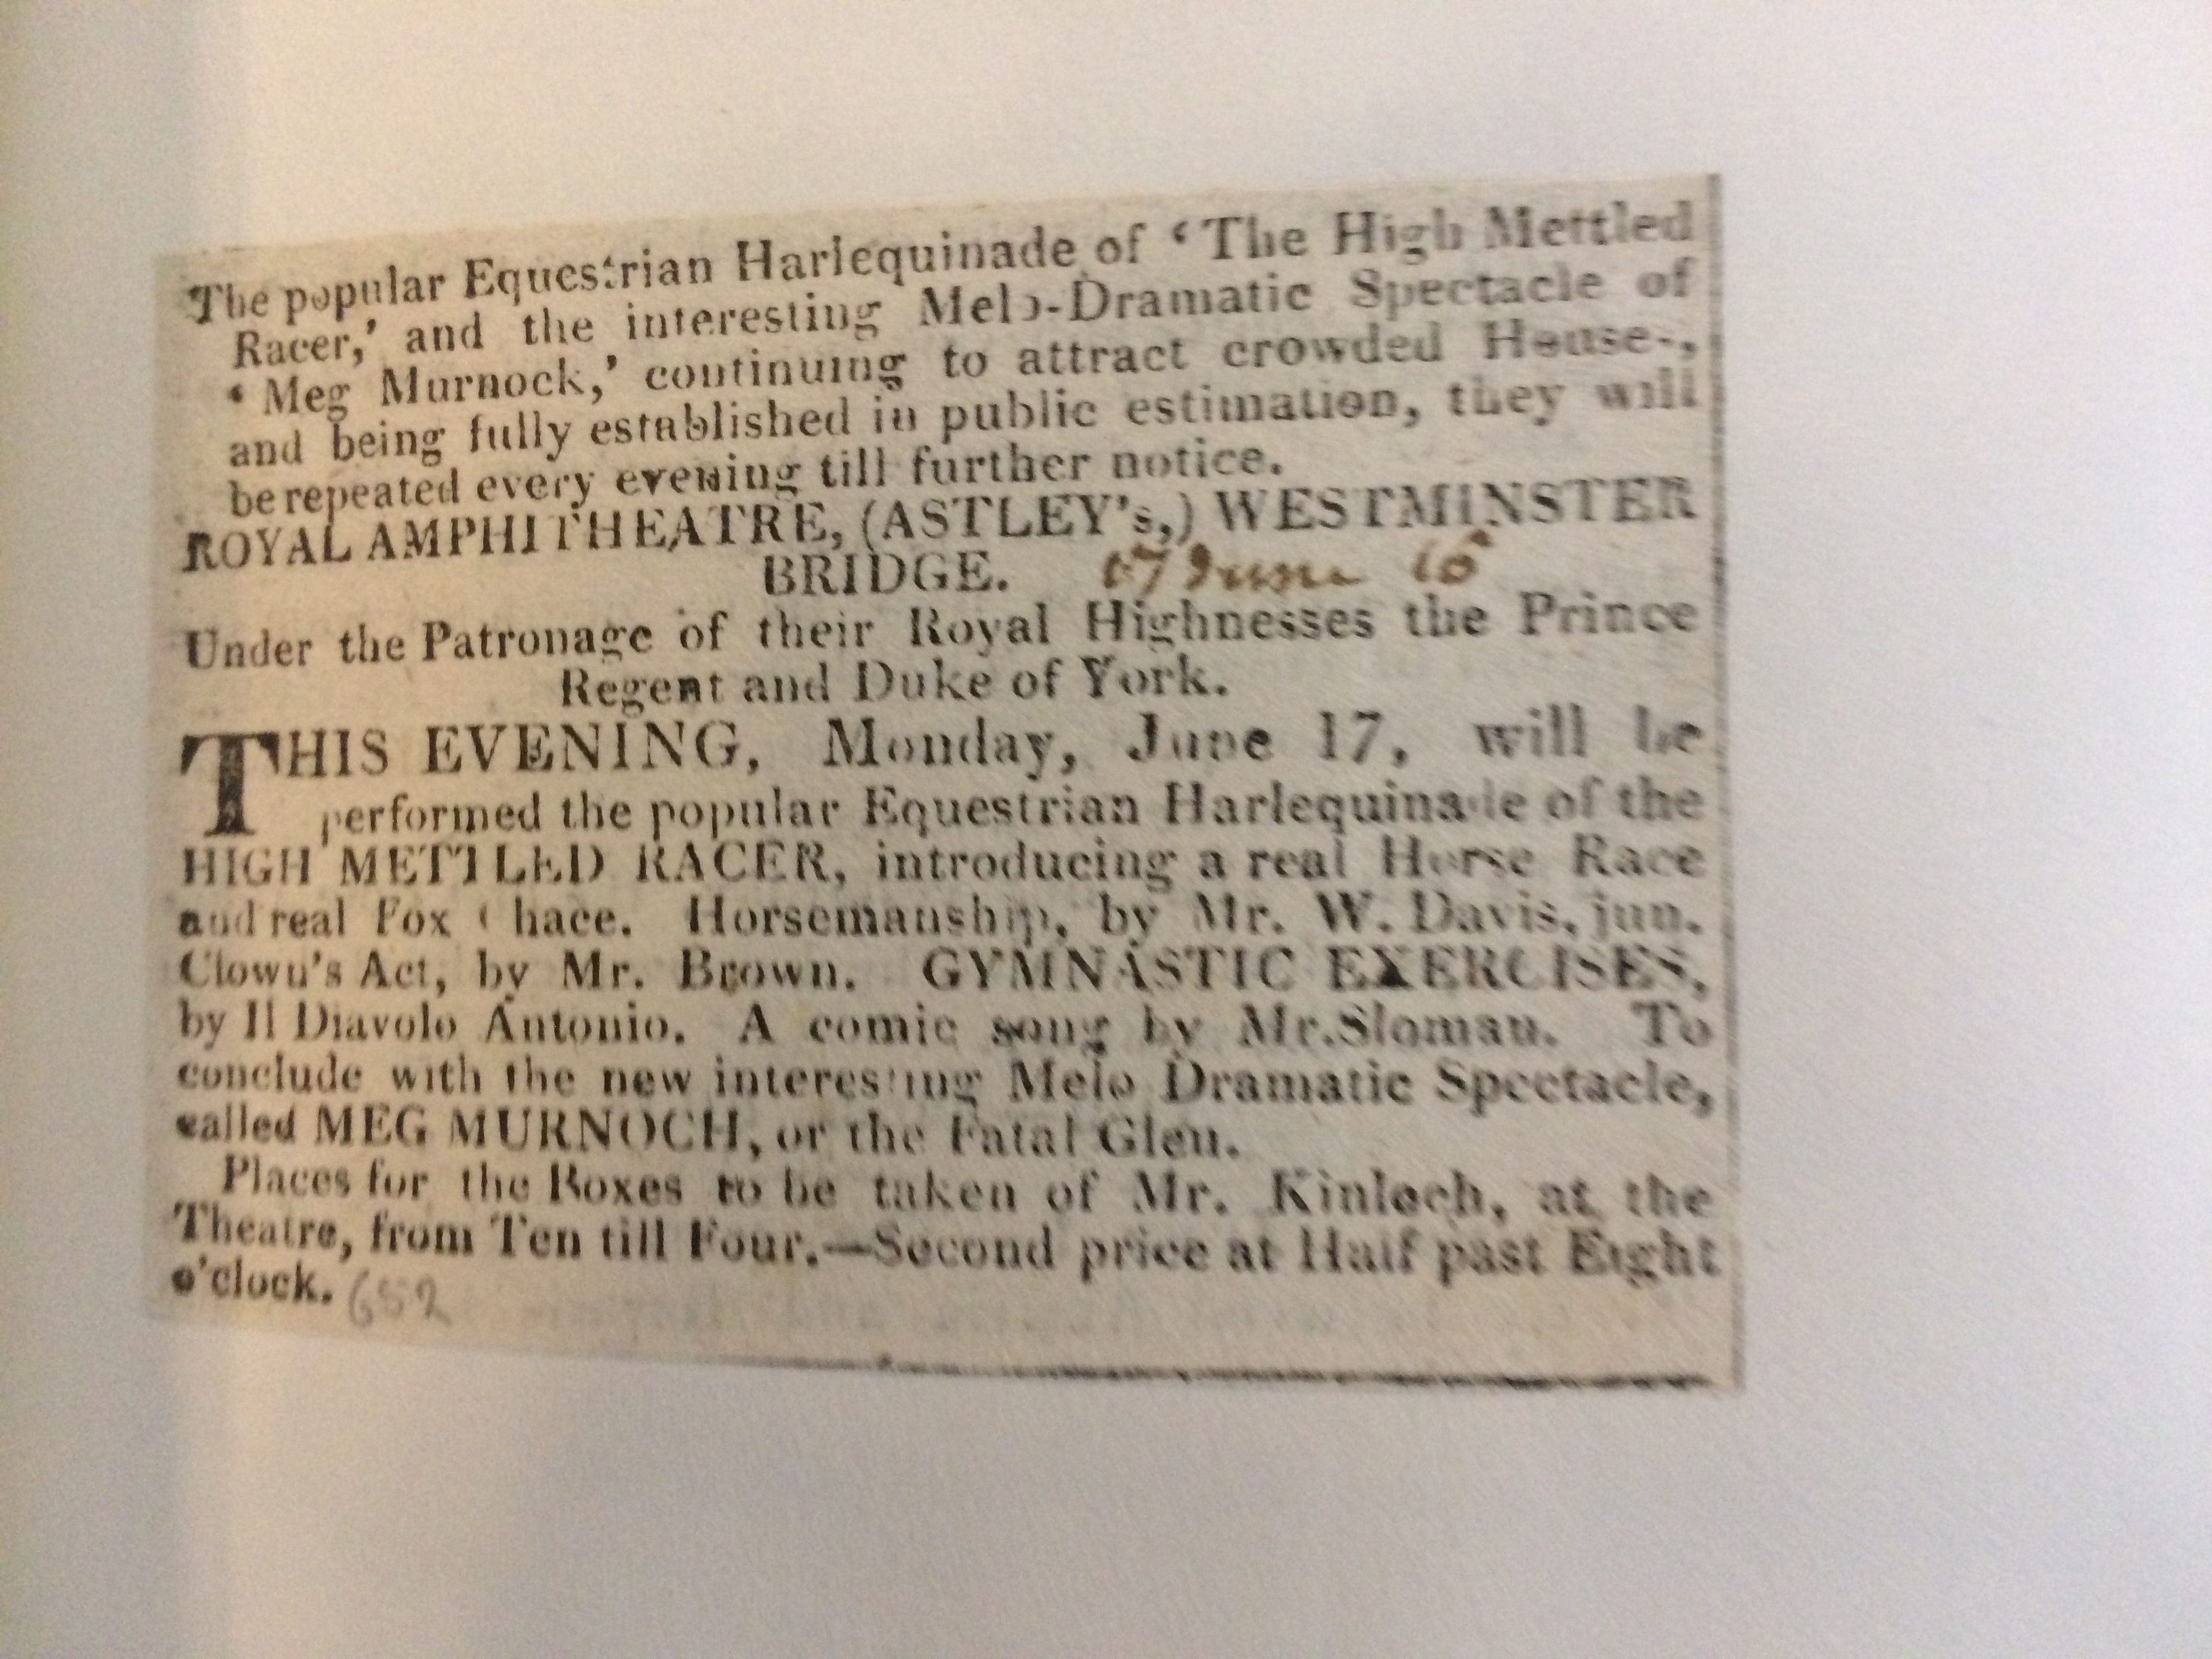 The popular Equestrian Harlequinade of ‘The High Mettled
Racer,’ and the interesting Melo-Dramatic Spectacle of
‘Meg Murnock,’ continuing to attract crowded House-,
and being fully established in public estimation, they will
be repeated every evening till further notice.
ROYAL AMPHITHEATRE, (ASTLEY's,) WESTMINSTER
BRIDGE. 17 June 16
Under the Patronage of their Royal Highnesses the Prince
Regent and Duke of York.
THIS EVENING, Monday, June 17, will be
performed the popular Equestrian Harlequinade of the
HIGH METTLED RACER, introducing a real Horse Race
and real Fox Chace. Horsemanship, by Mr. W. Davis, jun.
Clown's Act, by Mr. Brown. GYMNASTIC EXERCISES,
by Il Diavolo Antonio. A comic song by Mr. Sloman. To
conclude with the new interesting Melo Dramatic Spectacle,
called MEG MURNOCH, or the Fatal Glen.
Places for the Boxes to be taken of Mr. Kinloch, at the
Theatre, from Ten till Four.—Second price at Half past Eight
o'clock. 652